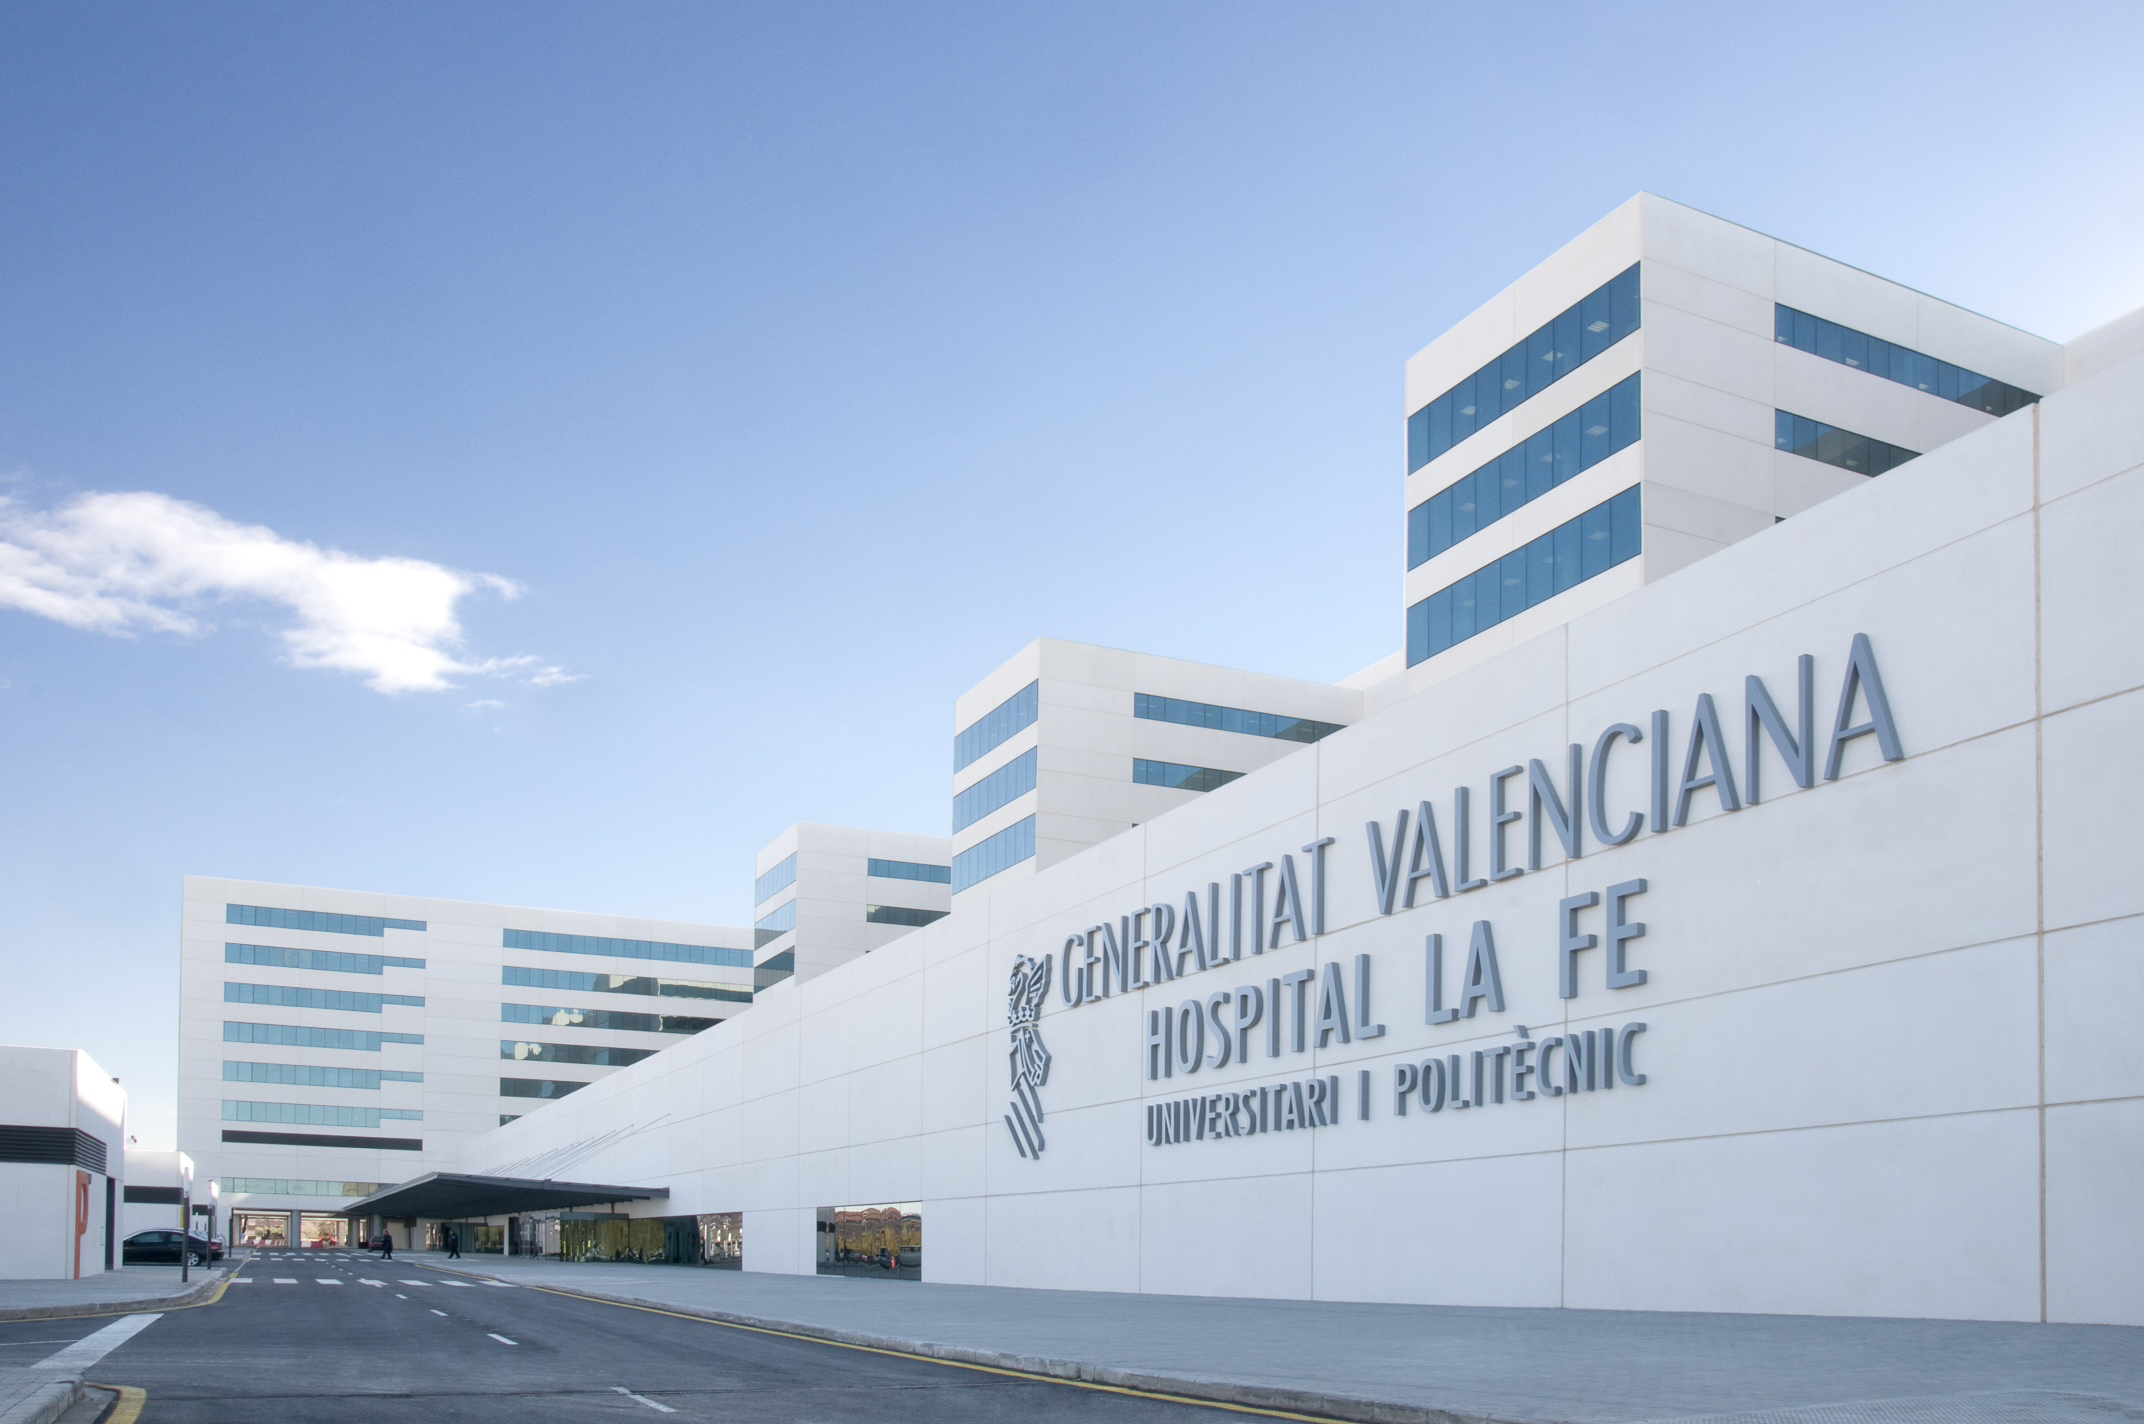 GENERALITAT VALENCIANA
HOSPITAL LA FE
UNIVERSITARI I POLITÈCNIC
P